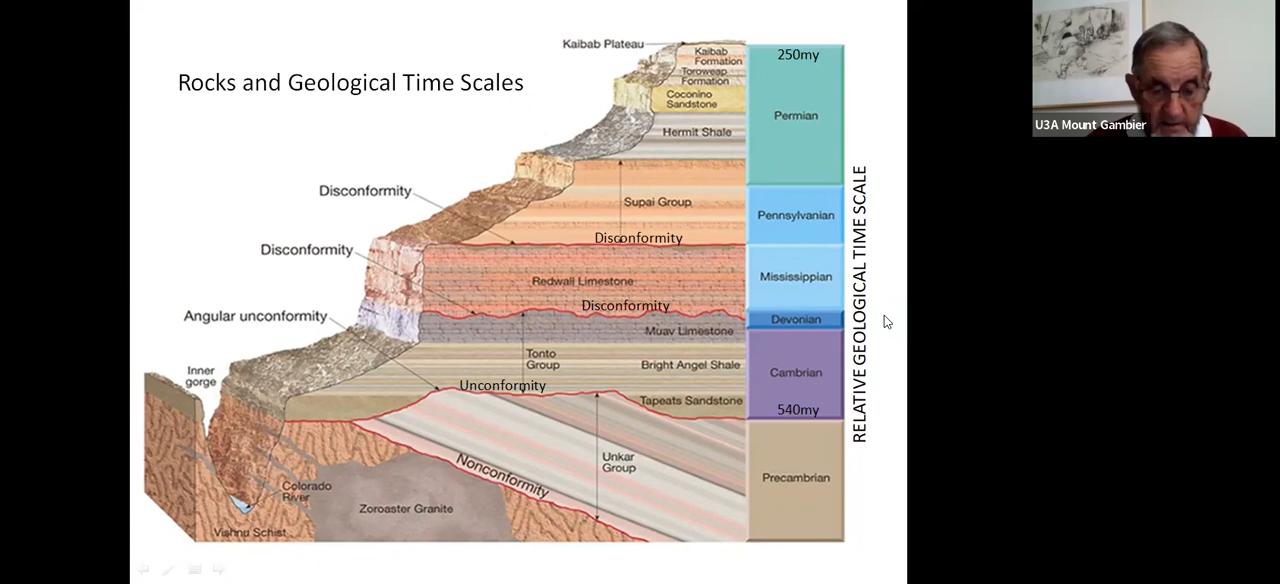 Rocks and Geological Time Scales
Kaibab Plateau
Kaibab
Formation
Toroweap
Formation
Coconino
Sandstone
Hermit Shale
Disconformity
Supai Group
Disconformity
Disconformity
Redwall Limestone
Disconformity
Angular unconformity
Muav Limestone
Tonto
Group
Bright Angel Shale
Inner
gorge
Unconformity
Tapeats Sandstone
Unkar
Group
Nonconformity
Colorado
River
Zoroaster Granite
Vishnu Schist
250my
Permian
Pennsylvanian
Mississippian
Devonian
Cambrian
540my
Precambrian
RELATIVE GEOLOGICAL TIME SCALE
U3A Mount Gambier